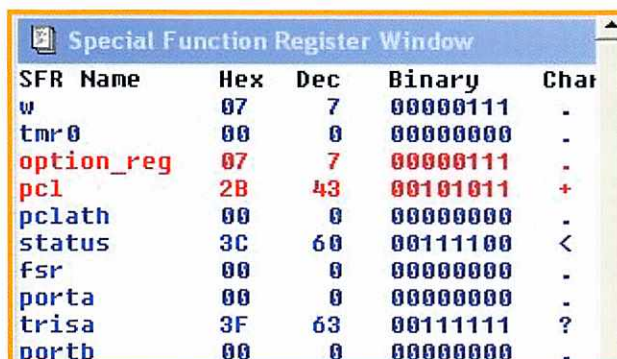 Special Function Register Window
SFR Name Hex Dec Binary Char
w 07 7 00000111 .
tmr0 00 0 00000000 .
option_reg 07 7 00000111 .
pcl 2B 43 00101011 +
pclath 00 0 00000000 .
status 3C 60 00111100 <
fsr 00 0 00000000 .
porta 00 0 00000000 .
trisa 3F 63 00111111 ?
portb 00 0 00000000 .